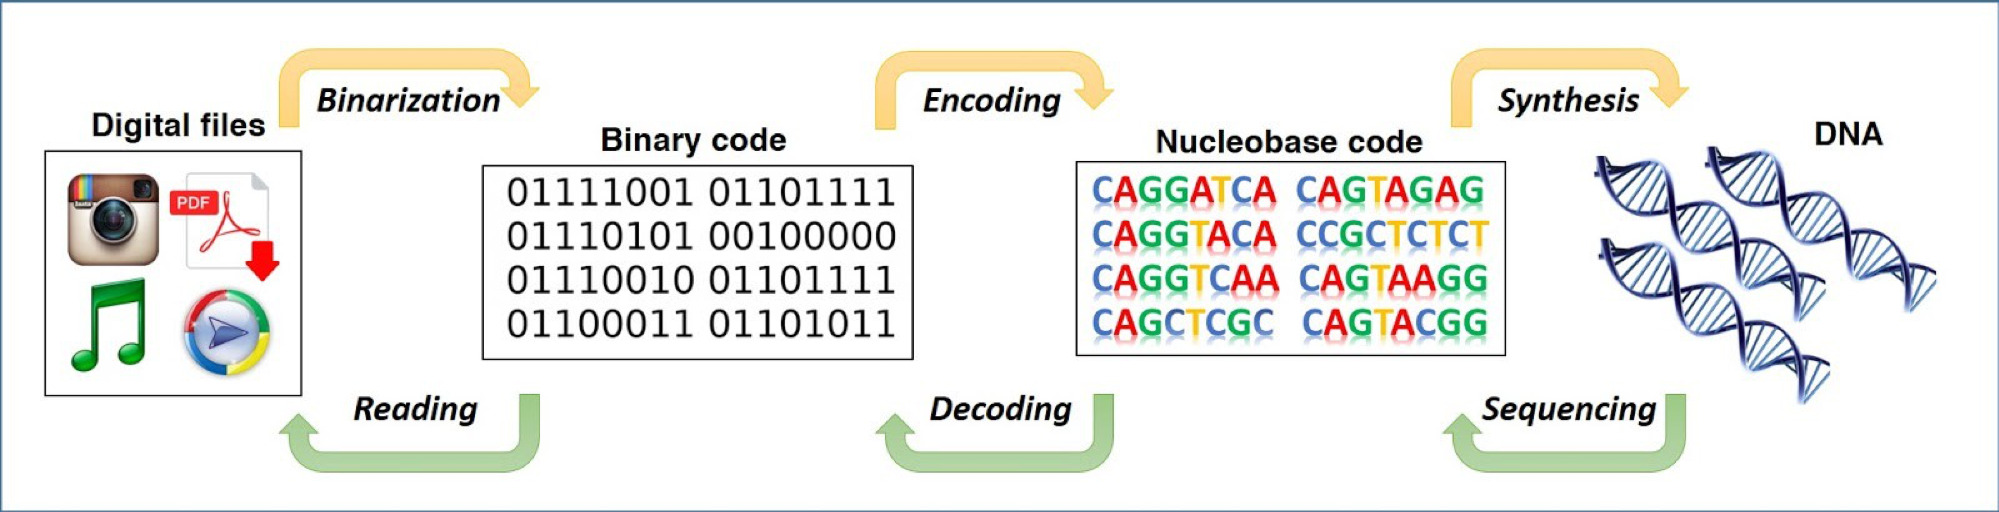 Binarization
Encoding
Synthesis
Digital files
Binary code
Nucleobase code
DNA
PDF
01111001 01101111
01110101 00100000
01110010 01101111
01100011 01101011
CAGGATCA CAGTAGAG
CAGGTACA CCGCTCTCT
CAGGTCAA CAGTAAGG
CAGCTCGC CAGTACGG
Reading
Decoding
Sequencing